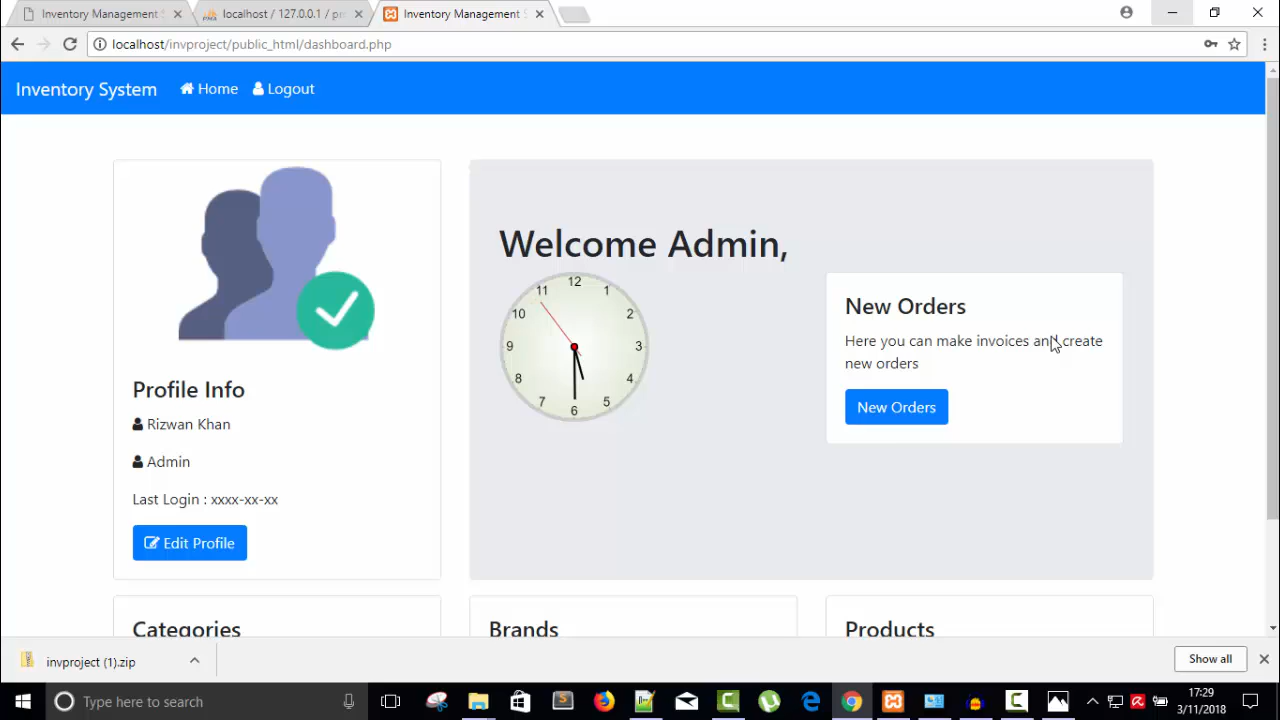 Inventory Management S
localhost / 127.0.0.1 / pr
Inventory Management S
localhost/invproject/public_html/dashboard.php
Inventory System
Home
Logout
Welcome Admin,
12
1
2
3
4
5
6
7
8
9
10
11
New Orders
Here you can make invoices and create
new orders
New Orders
Profile Info
Rizwan Khan
Admin
Last Login : xxxx-xx-xx
Edit Profile
Categories
Brands
Products
invproject (1).zip
Show all
Type here to search
17:29
3/11/2018